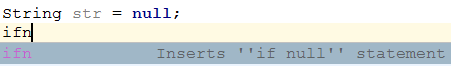 String str = null;
ifn
ifn Inserts ''if null'' statement